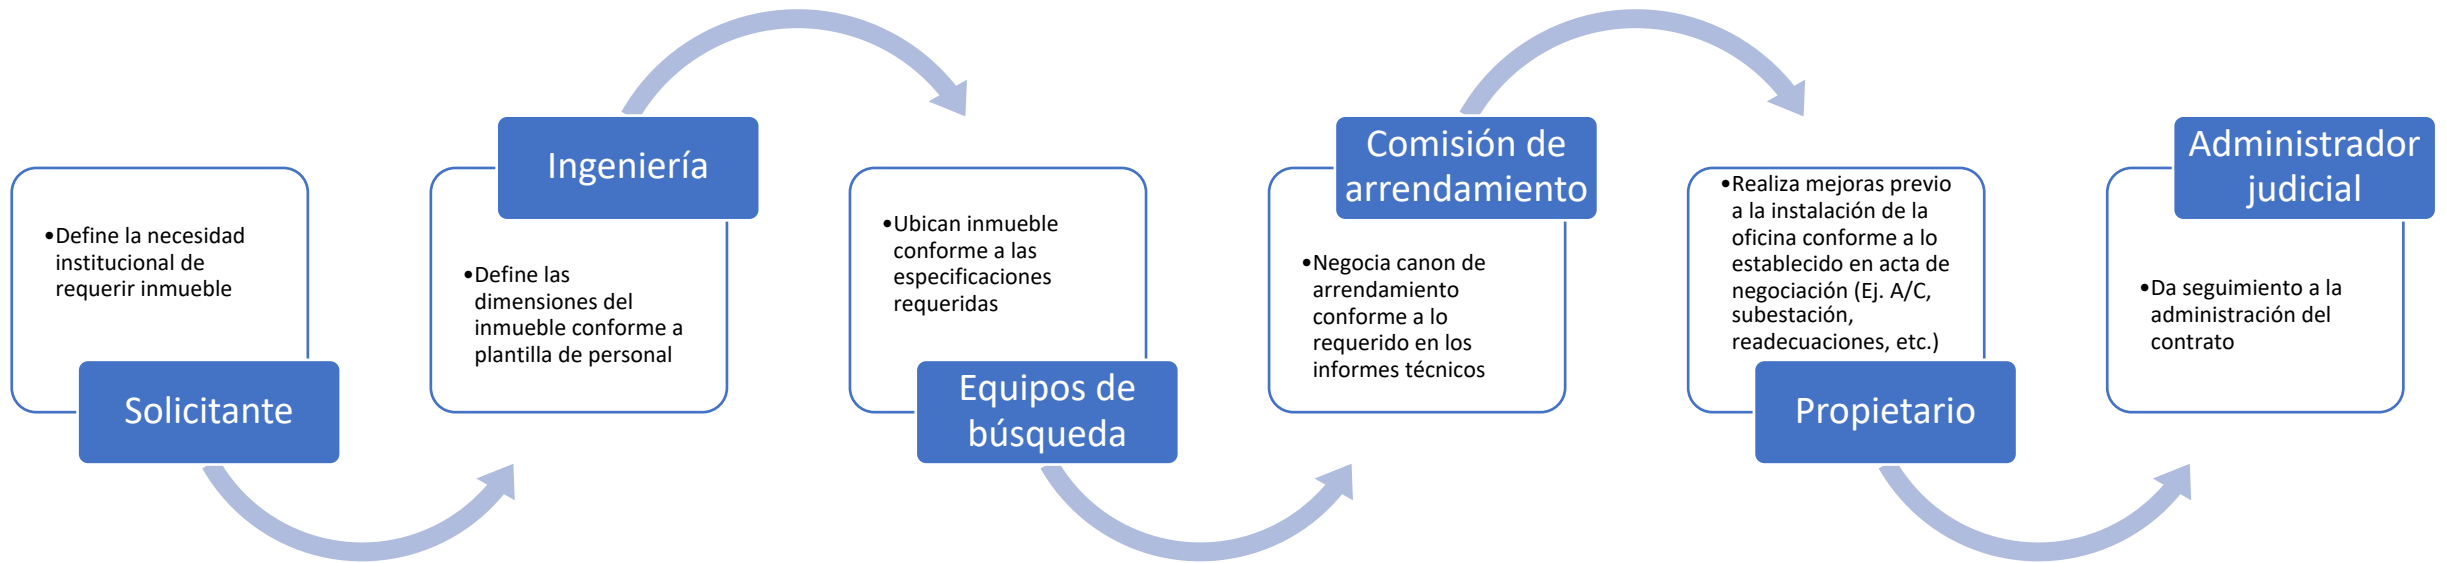 •Define la necesidad
institucional de
requerir inmueble
Solicitante
Ingeniería
•Define las
dimensiones del
inmueble conforme a
plantilla de personal
•Ubican inmueble
conforme a las
especificaciones
requeridas
Equipos de
búsqueda
Comisión de
arrendamiento
•Negocia canon de
arrendamiento
conforme a lo
requerido en los
informes técnicos
•Realiza mejoras previo
a la instalación de la
oficina conforme a lo
establecido en acta de
negociación (Ej. A/C,
subestación,
readecuaciones, etc.)
Propietario
Administrador
judicial
•Da seguimiento a la
administración del
contrato